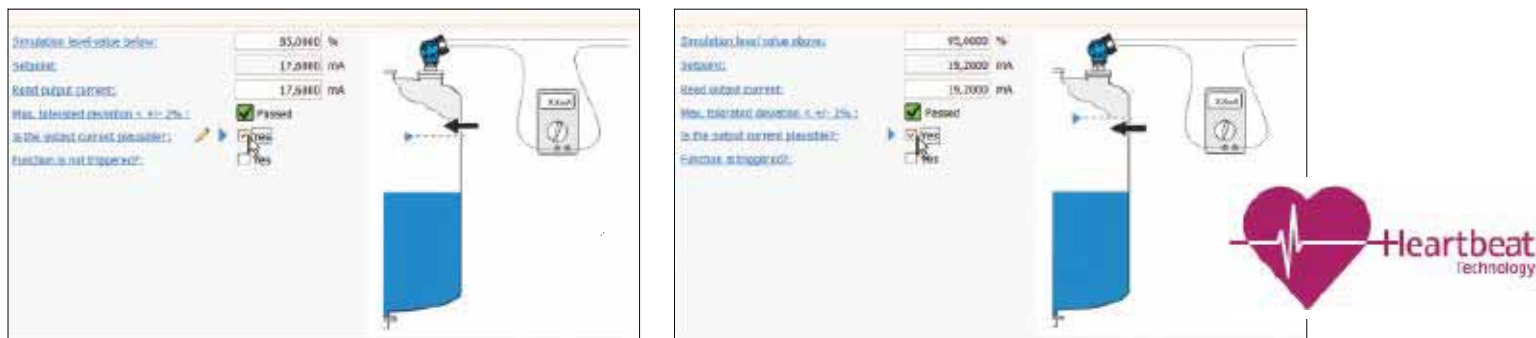 Simulation level value below: 85,0000 %
Setpoint: 17,6000 mA
Read output current: 17,6000 mA
Max. tolerated deviation < +/- 2% : Passed
Is the output current plausible?: Yes
Function is not triggered?: Yes
Simulation level value above: 95,0000 %
Setpoint: 19,2000 mA
Read output current: 19,2000 mA
Max. tolerated deviation < +/- 2% : Passed
Is the output current plausible?: Yes
Function is triggered?: Yes
Heartbeat
Technology